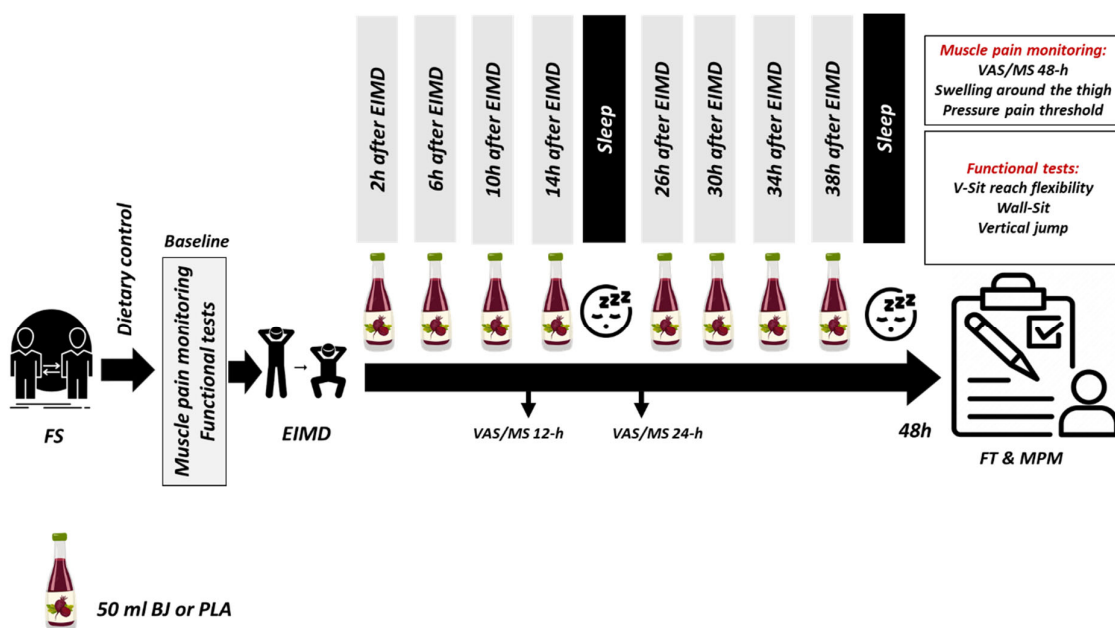 2h after EIMD
6h after EIMD
10h after EIMD
14h after EIMD
Sleep
26h after EIMD
30h after EIMD
34h after EIMD
38h after EIMD
Sleep
Muscle pain monitoring:
VAS/MS 48-h
Swelling around the thigh
Pressure pain threshold
Functional tests:
V-Sit reach flexibility
Wall-Sit
Vertical jump
Dietary control
Baseline
Muscle pain monitoring
Functional tests
zzz
zzz
FS
EIMD
VAS/MS 12-h
VAS/MS 24-h
48h
FT & MPM
50 ml BJ or PLA